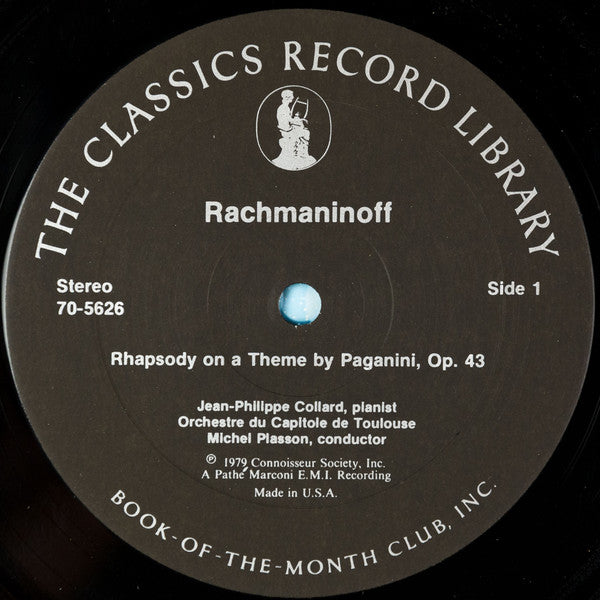 THE CLASSICS RECORD LIBRARY
Rachmaninoff
Stereo
70-5626
Side 1
Rhapsody on a Theme by Paganini, Op. 43
Jean-Philippe Collard, pianist
Orchestre du Capitole de Toulouse
Michel Plasson, conductor
℗ 1979 Connoisseur Society, Inc.
A Pathé Marconi E.M.I. Recording
Made in U.S.A.
BOOK-OF-THE-MONTH CLUB, INC.